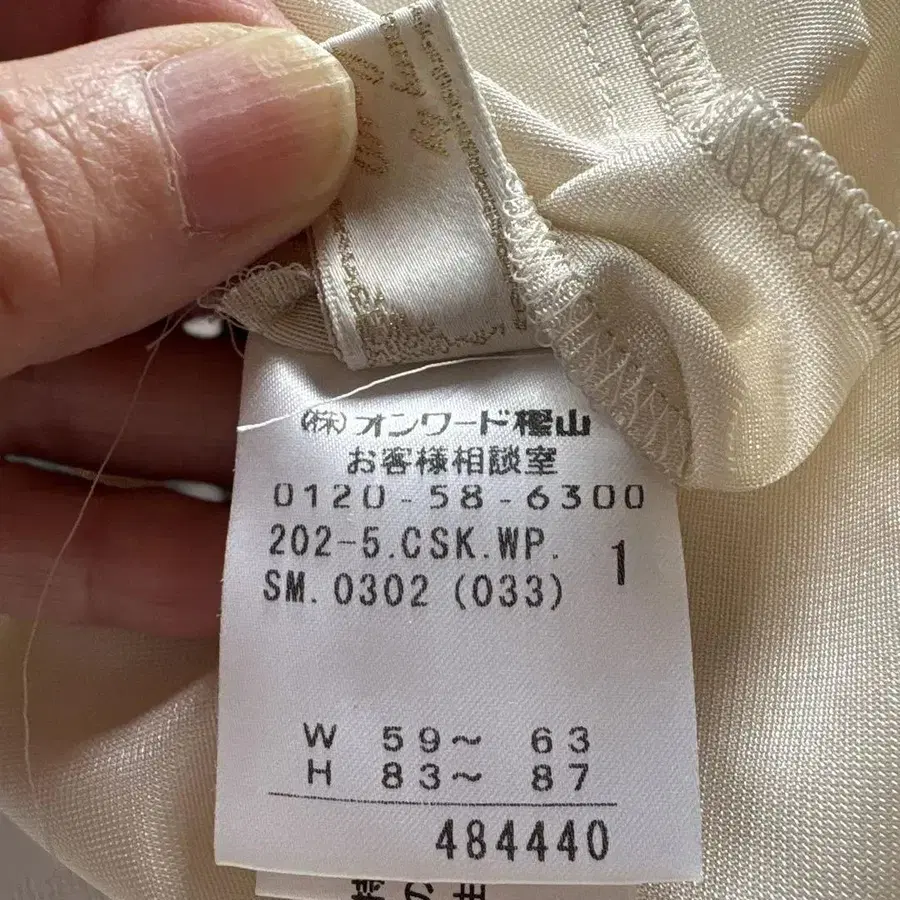 (株)オンワード樫山
お客様相談室
0120-58-6300
202-5.CSK.WP.
1
SM.0302 (033)
W 59~ 63
H 83~ 87
484440